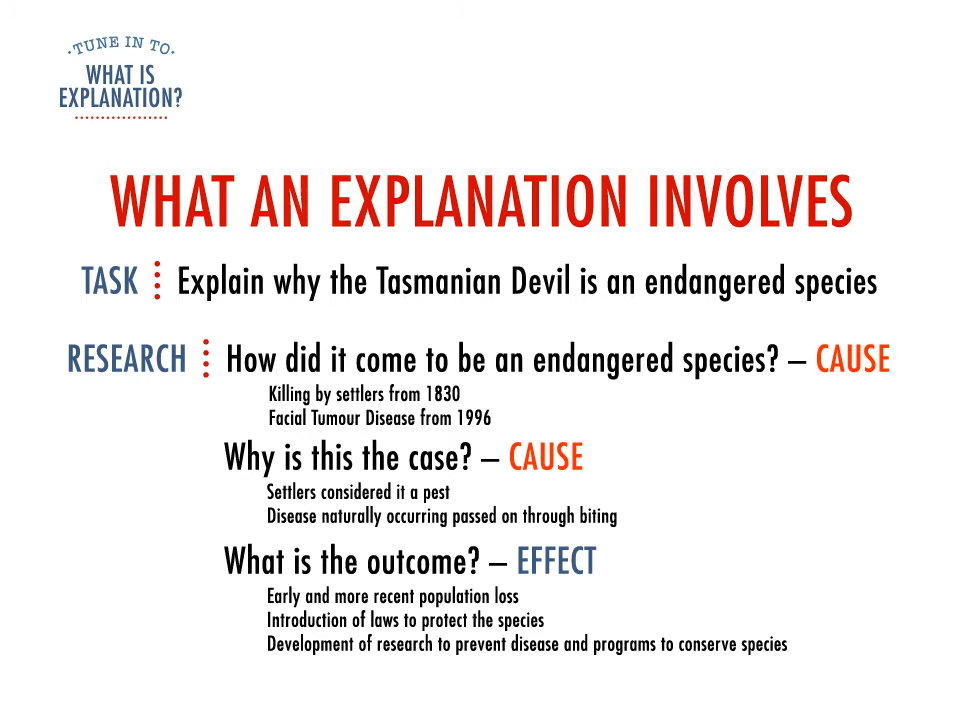 ·TUNE IN TO·
WHAT IS
EXPLANATION?
WHAT AN EXPLANATION INVOLVES
TASK Explain why the Tasmanian Devil is an endangered species
RESEARCH How did it come to be an endangered species? – CAUSE
Killing by settlers from 1830
Facial Tumour Disease from 1996
Why is this the case? – CAUSE
Settlers considered it a pest
Disease naturally occurring passed on through biting
What is the outcome? – EFFECT
Early and more recent population loss
Introduction of laws to protect the species
Development of research to prevent disease and programs to conserve species